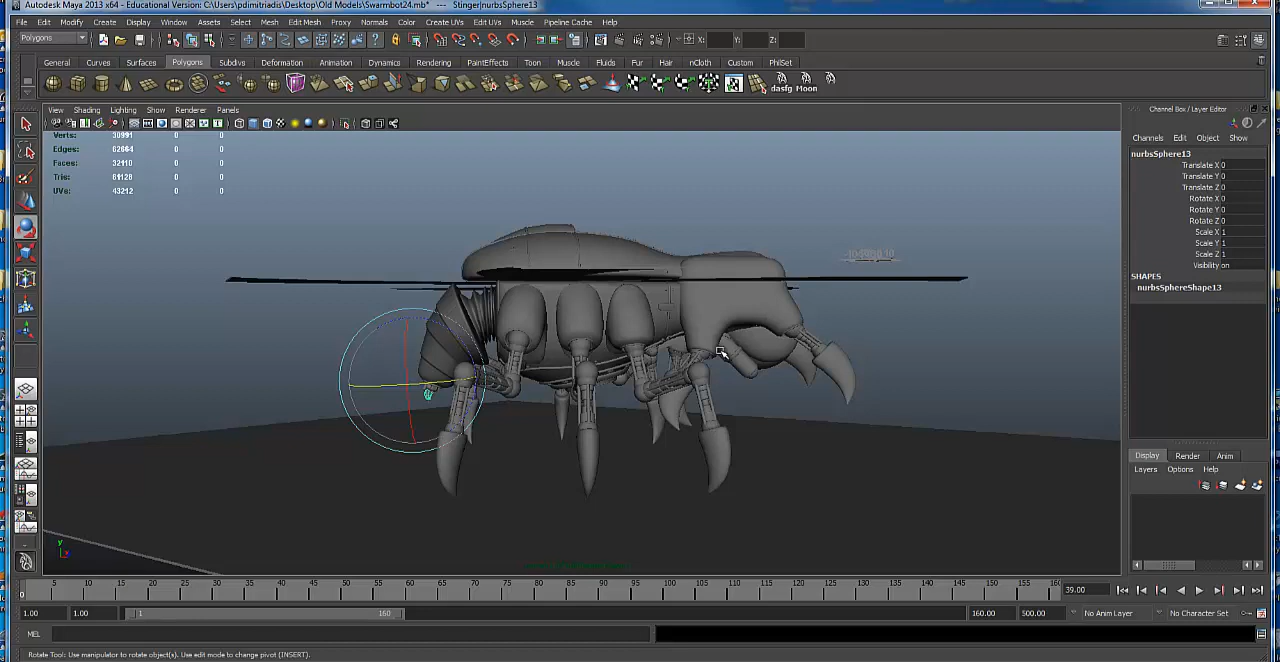 Autodesk Maya 2013 x64 - Educational Version: C:\Users\pdimitriadis\Desktop\Old Models\Swarmbot24.mb* --- Stinger|nurbsSphere13
File Edit Modify Create Display Window Assets Select Mesh Edit Mesh Proxy Normals Color Create UVs Edit UVs Muscle Pipeline Cache Help
Polygons X: Y: Z:
General Curves Surfaces Polygons Subdivs Deformation Animation Dynamics Rendering PaintEffects Toon Muscle Fluids Fur Hair nCloth Custom PhilSet
dasfg Moon
View Shading Lighting Show Renderer Panels
Verts: 30991 0 0
Edges: 62664 0 0
Faces: 32110 0 0
Tris: 61128 0 0
UVs: 43212 0 0
Channel Box / Layer Editor
Channels Edit Object Show
nurbsSphere13
Translate X 0
Translate Y 0
Translate Z 0
Rotate X 0
Rotate Y 0
Rotate Z 0
Scale X 1
Scale Y 1
Scale Z 1
Visibility on
SHAPES
nurbsSphereShape13
Display Render Anim
Layers Options Help
y
5 10 15 20 25 30 35 40 45 50 55 60 65 70 75 80 85 90 95 100 105 110 115 120 125 130 135 140 145 150 155 160
39.00
1.00 1.00 1 160 160.00 500.00 No Anim Layer No Character Set
MEL
Rotate Tool: Use manipulator to rotate object(s). Use edit mode to change pivot (INSERT).